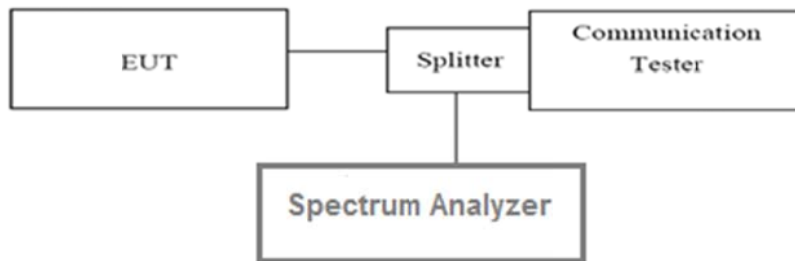 EUT
Splitter
Communication
Tester
Spectrum Analyzer